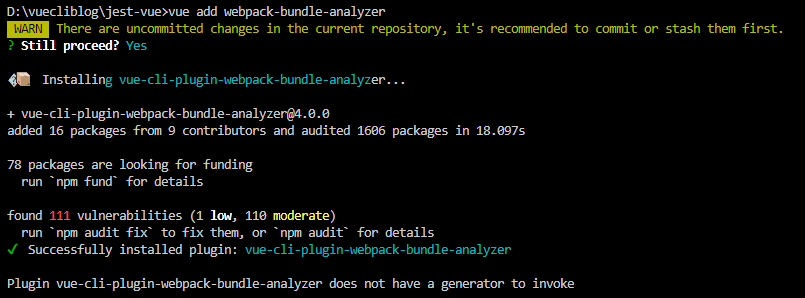 D:\vuecliblog\jest-vue>vue add webpack-bundle-analyzer
WARN There are uncommitted changes in the current repository, it's recommended to commit or stash them first.
? Still proceed? Yes
Installing vue-cli-plugin-webpack-bundle-analyzer...
+ vue-cli-plugin-webpack-bundle-analyzer@4.0.0
added 16 packages from 9 contributors and audited 1606 packages in 18.097s
78 packages are looking for funding
run `npm fund` for details
found 111 vulnerabilities (1 low, 110 moderate)
run `npm audit fix` to fix them, or `npm audit` for details
✓ Successfully installed plugin: vue-cli-plugin-webpack-bundle-analyzer
Plugin vue-cli-plugin-webpack-bundle-analyzer does not have a generator to invoke